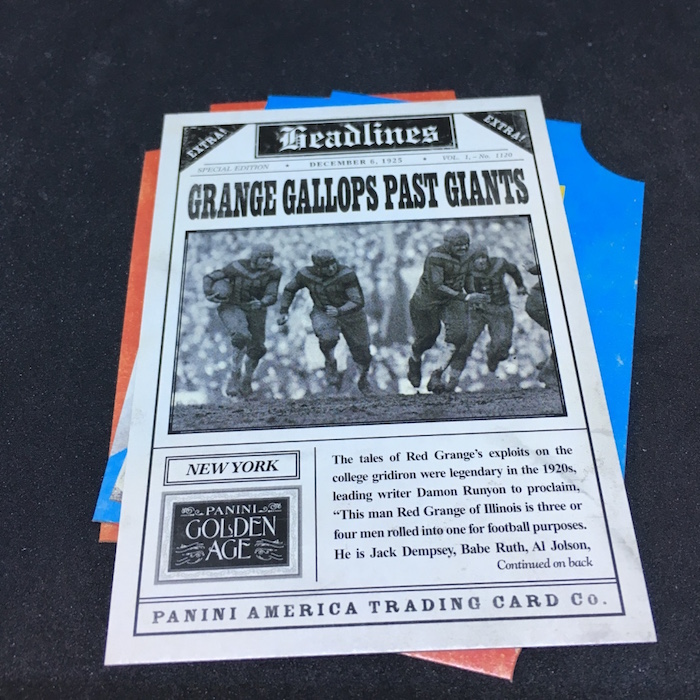 EXTRA!
Headlines
EXTRA!
SPECIAL EDITION • DECEMBER 6, 1925 • VOL. 1, - No. 1120
GRANGE GALLOPS PAST GIANTS
NEW YORK
PANINI
GOLDEN
AGE
The tales of Red Grange's exploits on the
college gridiron were legendary in the 1920s,
leading writer Damon Runyon to proclaim,
“This man Red Grange of Illinois is three or
four men rolled into one for football purposes.
He is Jack Dempsey, Babe Ruth, Al Jolson,
Continued on back
PANINI AMERICA TRADING CARD Co.